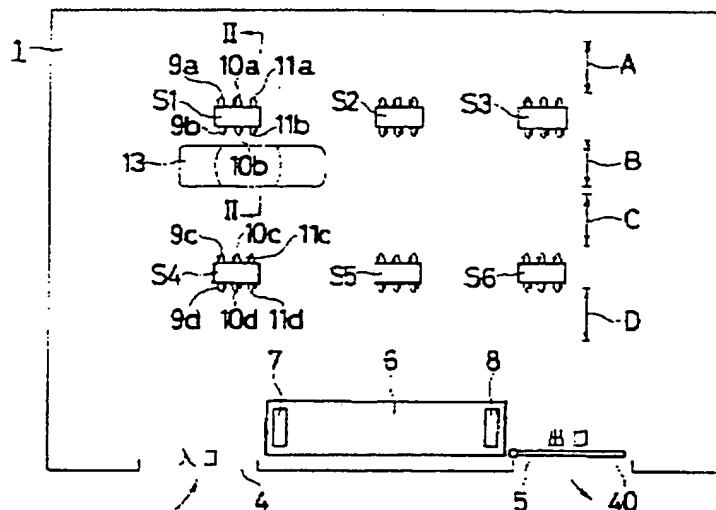 II
1
A
9a 10a 11a
S1 S2 S3
9b 11b
13 10b B
II
C
9c 10c 11c
S4 S5 S6
9d 10d 11d D
7 6 8
入口 出口
4 5 40